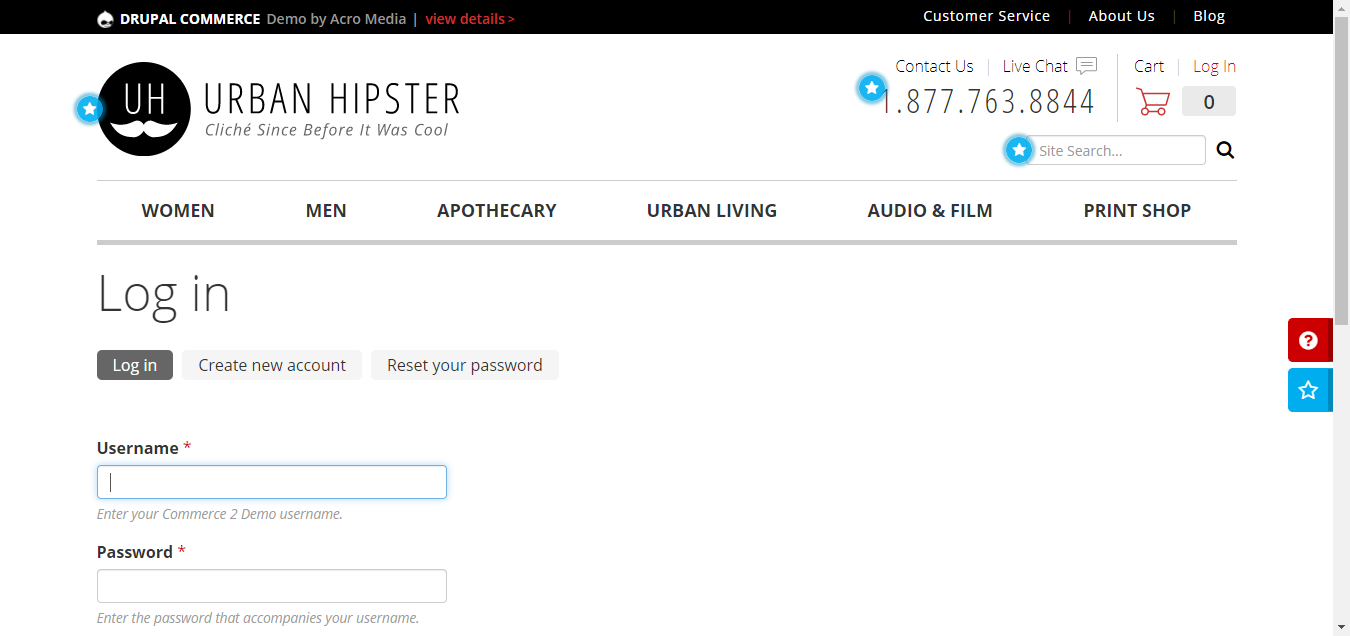 DRUPAL COMMERCE Demo by Acro Media | view details >
Customer Service | About Us | Blog
UH
URBAN HIPSTER
Cliché Since Before It Was Cool
Contact Us | Live Chat
1.877.763.8844
Cart | Log In
0
Site Search...
WOMEN MEN APOTHECARY URBAN LIVING AUDIO & FILM PRINT SHOP
Log in
Log in Create new account Reset your password
Username *
Enter your Commerce 2 Demo username.
Password *
Enter the password that accompanies your username.